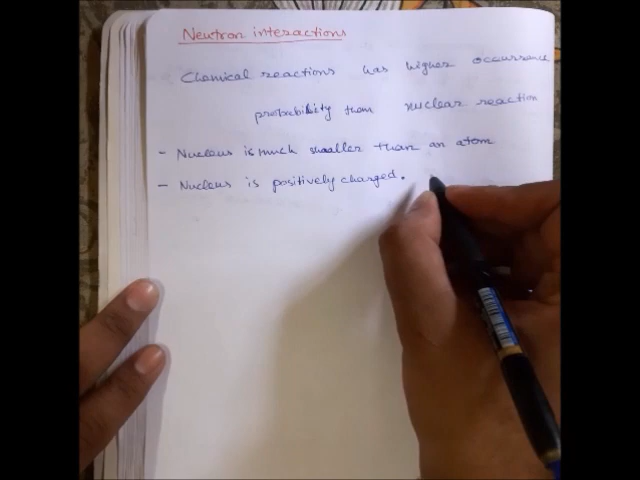 Neutron interactions
Chemical reactions has higher occurrence
probability than nuclear reaction
- Nucleus is much smaller than an atom
- Nucleus is positively charged.